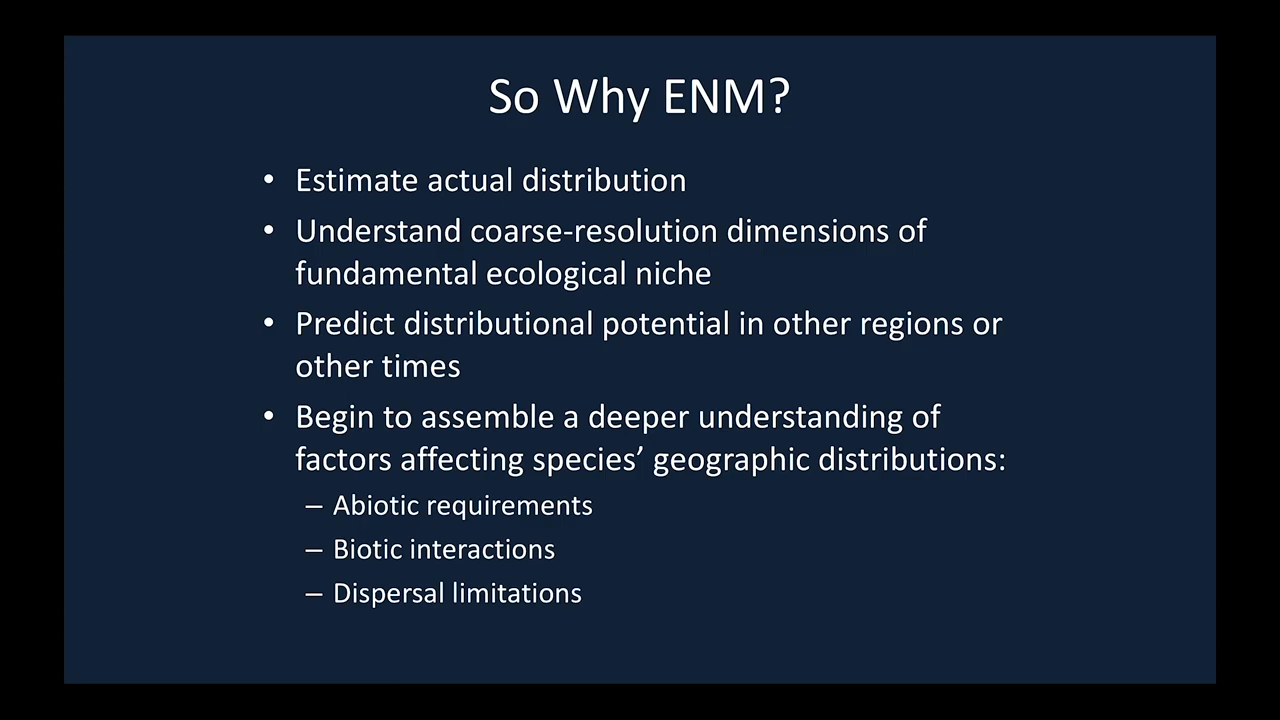 So Why ENM?
• Estimate actual distribution
• Understand coarse-resolution dimensions of
fundamental ecological niche
• Predict distributional potential in other regions or
other times
• Begin to assemble a deeper understanding of
factors affecting species’ geographic distributions:
– Abiotic requirements
– Biotic interactions
– Dispersal limitations